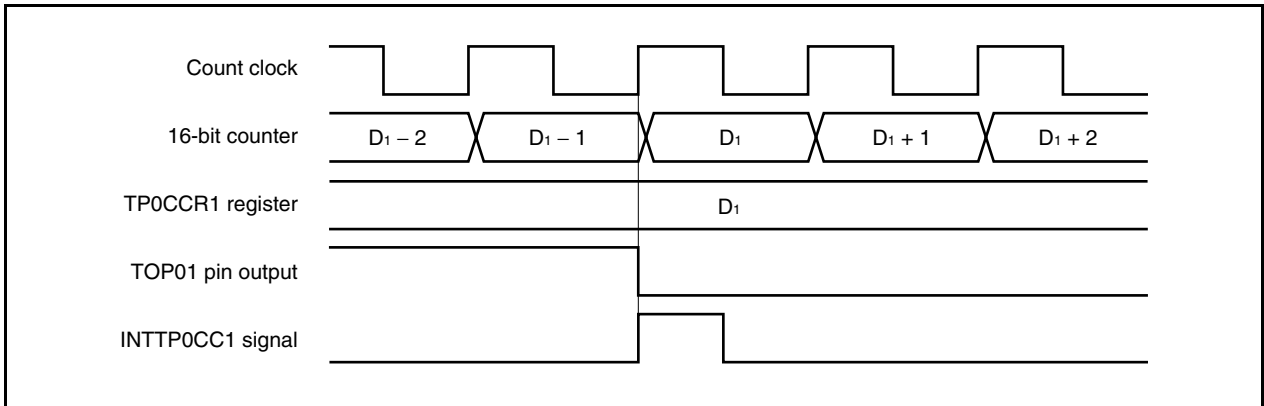 Count clock
16-bit counter D₁ − 2 D₁ − 1 D₁ D₁ + 1 D₁ + 2
TP0CCR1 register D₁
TOP01 pin output
INTTP0CC1 signal